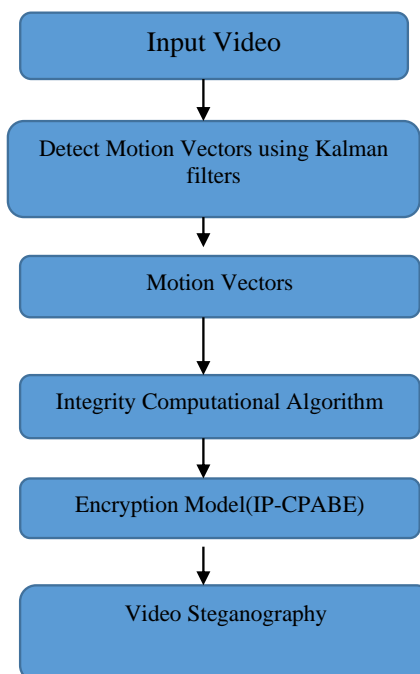 Input Video
Detect Motion Vectors using Kalman
filters
Motion Vectors
Integrity Computational Algorithm
Encryption Model(IP-CPABE)
Video Steganography